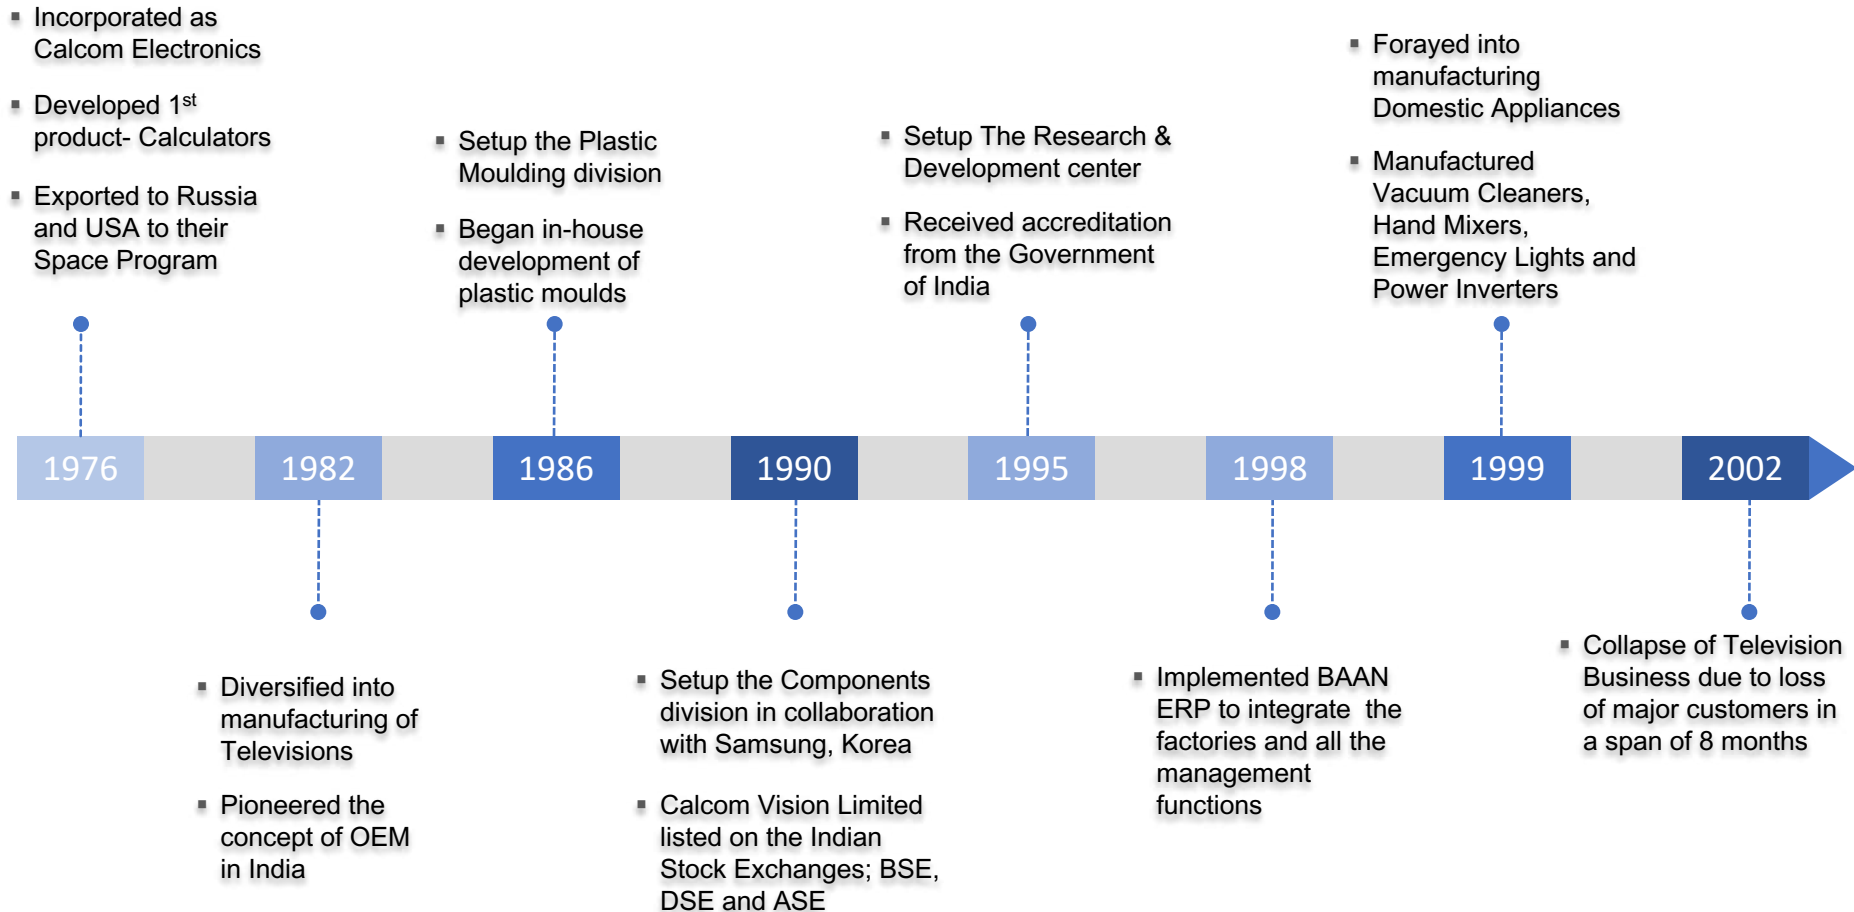 ▪ Incorporated as
Calcom Electronics
▪ Developed 1st
product- Calculators
▪ Exported to Russia
and USA to their
Space Program
▪ Setup the Plastic
Moulding division
▪ Began in-house
development of
plastic moulds
▪ Setup The Research &
Development center
▪ Received accreditation
from the Government
of India
▪ Forayed into
manufacturing
Domestic Appliances
▪ Manufactured
Vacuum Cleaners,
Hand Mixers,
Emergency Lights and
Power Inverters
1976 1982 1986 1990 1995 1998 1999 2002
▪ Diversified into
manufacturing of
Televisions
▪ Pioneered the
concept of OEM
in India
▪ Setup the Components
division in collaboration
with Samsung, Korea
▪ Calcom Vision Limited
listed on the Indian
Stock Exchanges; BSE,
DSE and ASE
▪ Implemented BAAN
ERP to integrate  the
factories and all the
management
functions
▪ Collapse of Television
Business due to loss
of major customers in
a span of 8 months